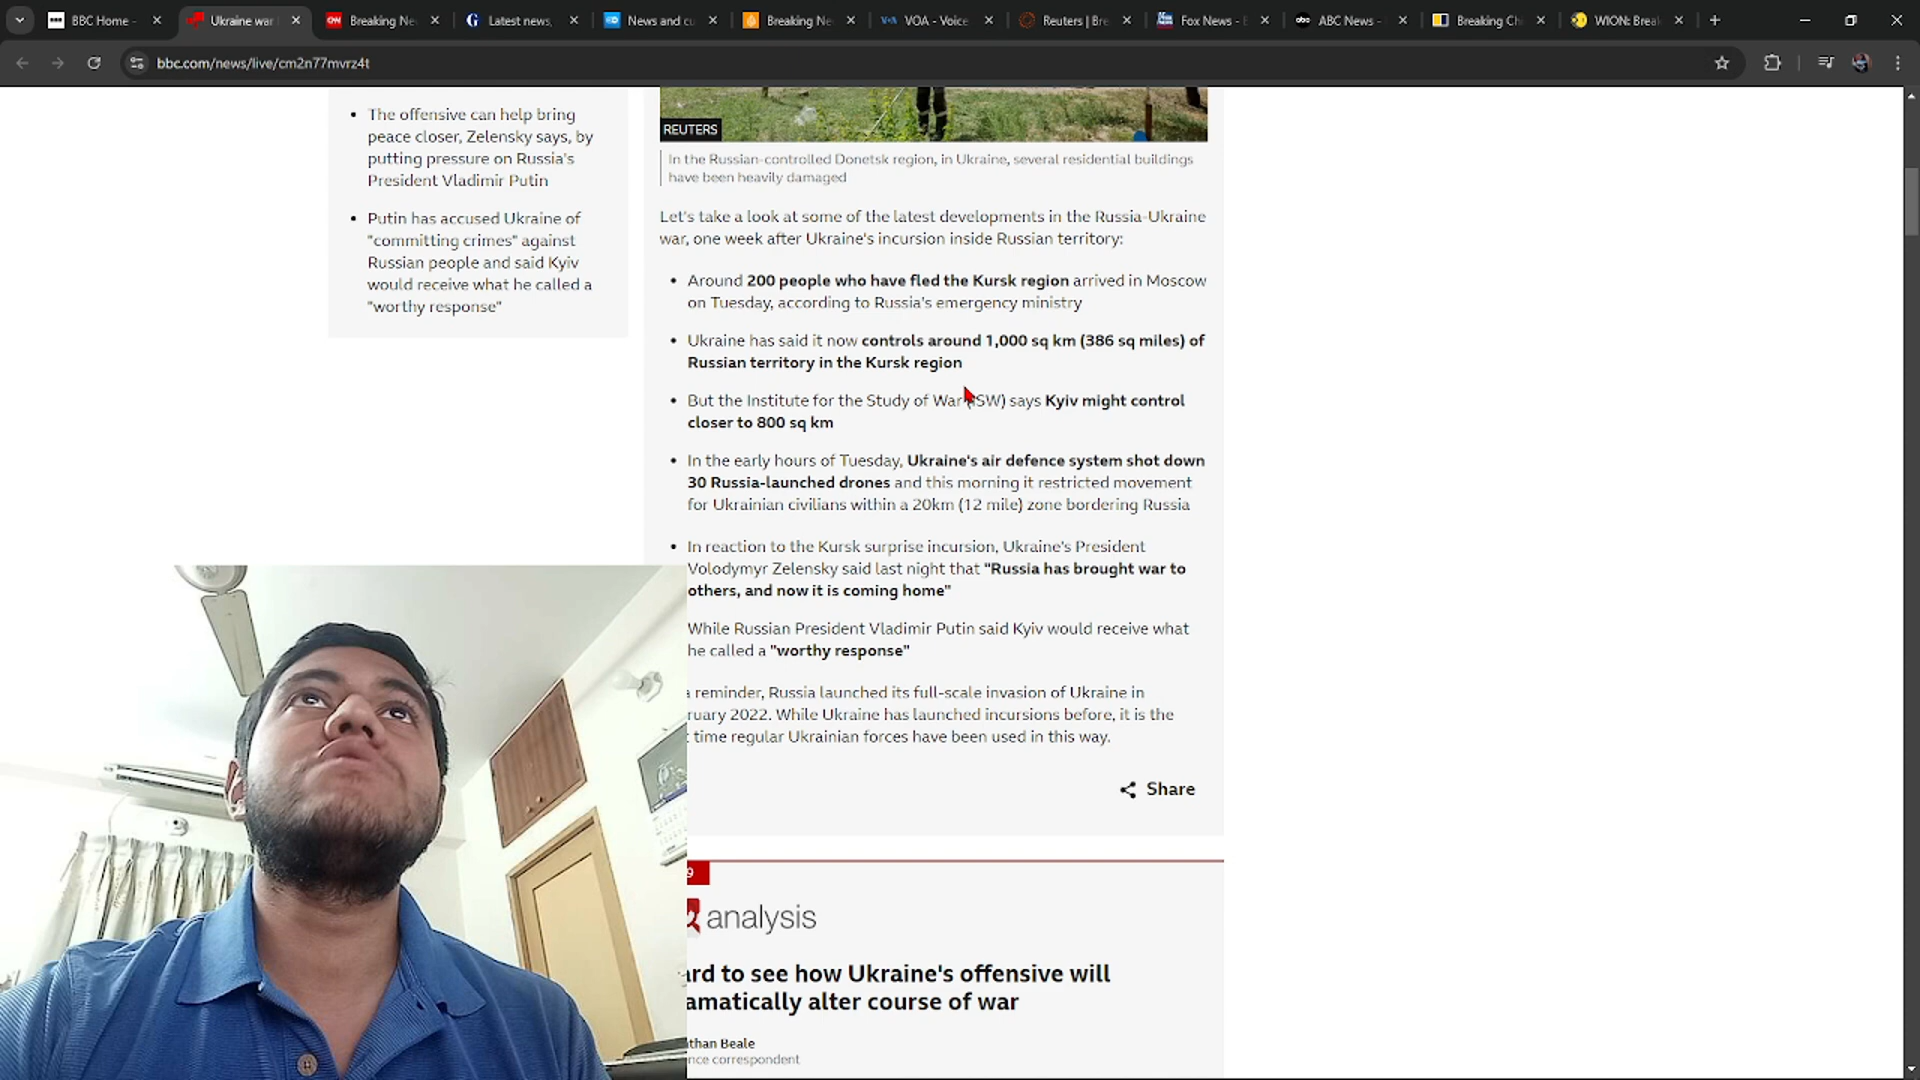 BBC Home -
Ukraine war
Breaking Ne
Latest news,
News and cu
Breaking Ne
VOA - Voice
Reuters | Bre
Fox News - B
ABC News -
Breaking Ch
WION: Brea
bbc.com/news/live/cm2n77mvrz4t
The offensive can help bring
peace closer, Zelensky says, by
putting pressure on Russia's
President Vladimir Putin
Putin has accused Ukraine of
"committing crimes" against
Russian people and said Kyiv
would receive what he called a
"worthy response"
REUTERS
In the Russian-controlled Donetsk region, in Ukraine, several residential buildings
have been heavily damaged
Let's take a look at some of the latest developments in the Russia-Ukraine
war, one week after Ukraine's incursion inside Russian territory:
Around 200 people who have fled the Kursk region arrived in Moscow
on Tuesday, according to Russia's emergency ministry
Ukraine has said it now controls around 1,000 sq km (386 sq miles) of
Russian territory in the Kursk region
But the Institute for the Study of War (ISW) says Kyiv might control
closer to 800 sq km
In the early hours of Tuesday, Ukraine's air defence system shot down
30 Russia-launched drones and this morning it restricted movement
for Ukrainian civilians within a 20km (12 mile) zone bordering Russia
In reaction to the Kursk surprise incursion, Ukraine's President
Volodymyr Zelensky said last night that "Russia has brought war to
others, and now it is coming home"
While Russian President Vladimir Putin said Kyiv would receive what
he called a "worthy response"
a reminder, Russia launched its full-scale invasion of Ukraine in
ruary 2022. While Ukraine has launched incursions before, it is the
t time regular Ukrainian forces have been used in this way.
Share
9
analysis
ard to see how Ukraine's offensive will
amatically alter course of war
athan Beale
nce correspondent